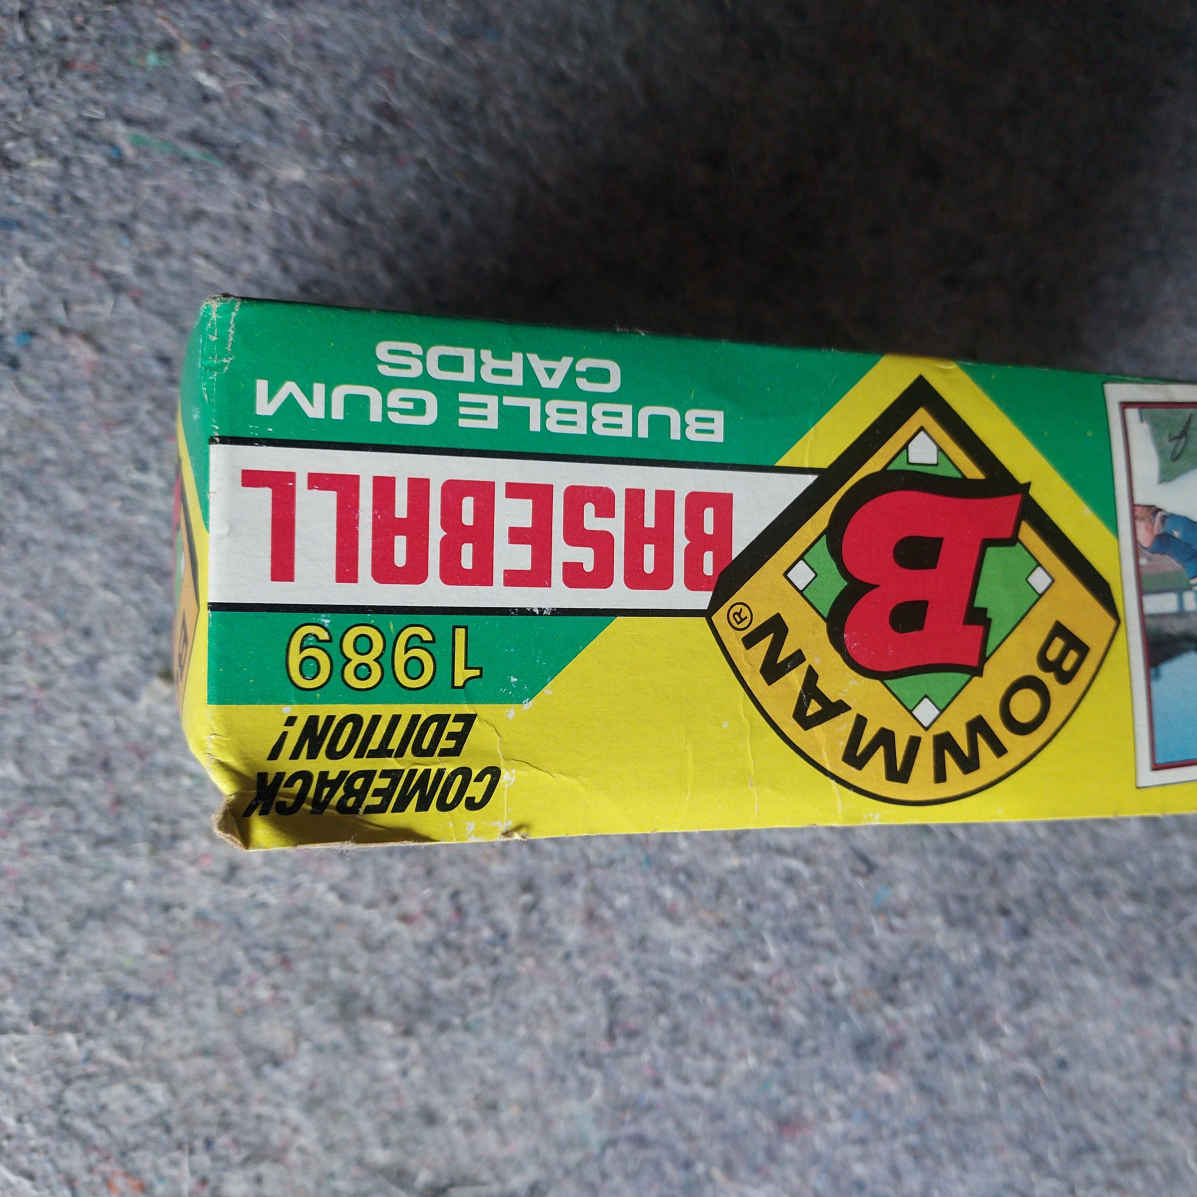 COMEBACK
EDITION!
1989
BASEBALL
BUBBLE GUM
CARDS
BOWMAN®
B